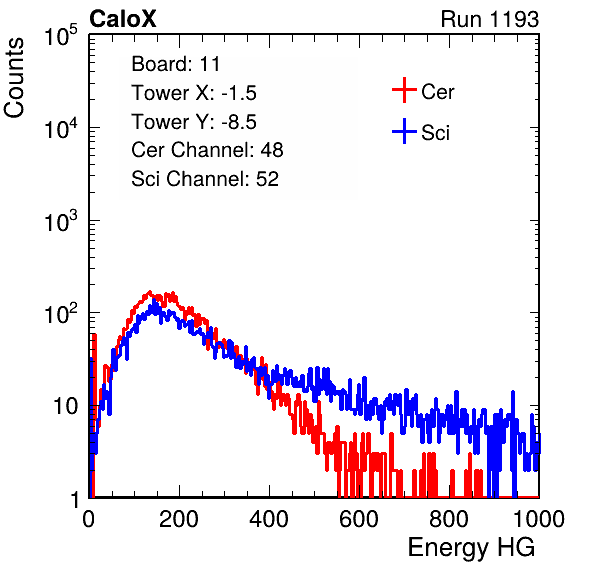 CaloX Run 1193
Counts
Board: 11
Tower X: -1.5
Tower Y: -8.5
Cer Channel: 48
Sci Channel: 52
Cer
Sci
10^5
10^4
10^3
10^2
10
1
0 200 400 600 800 1000
Energy HG